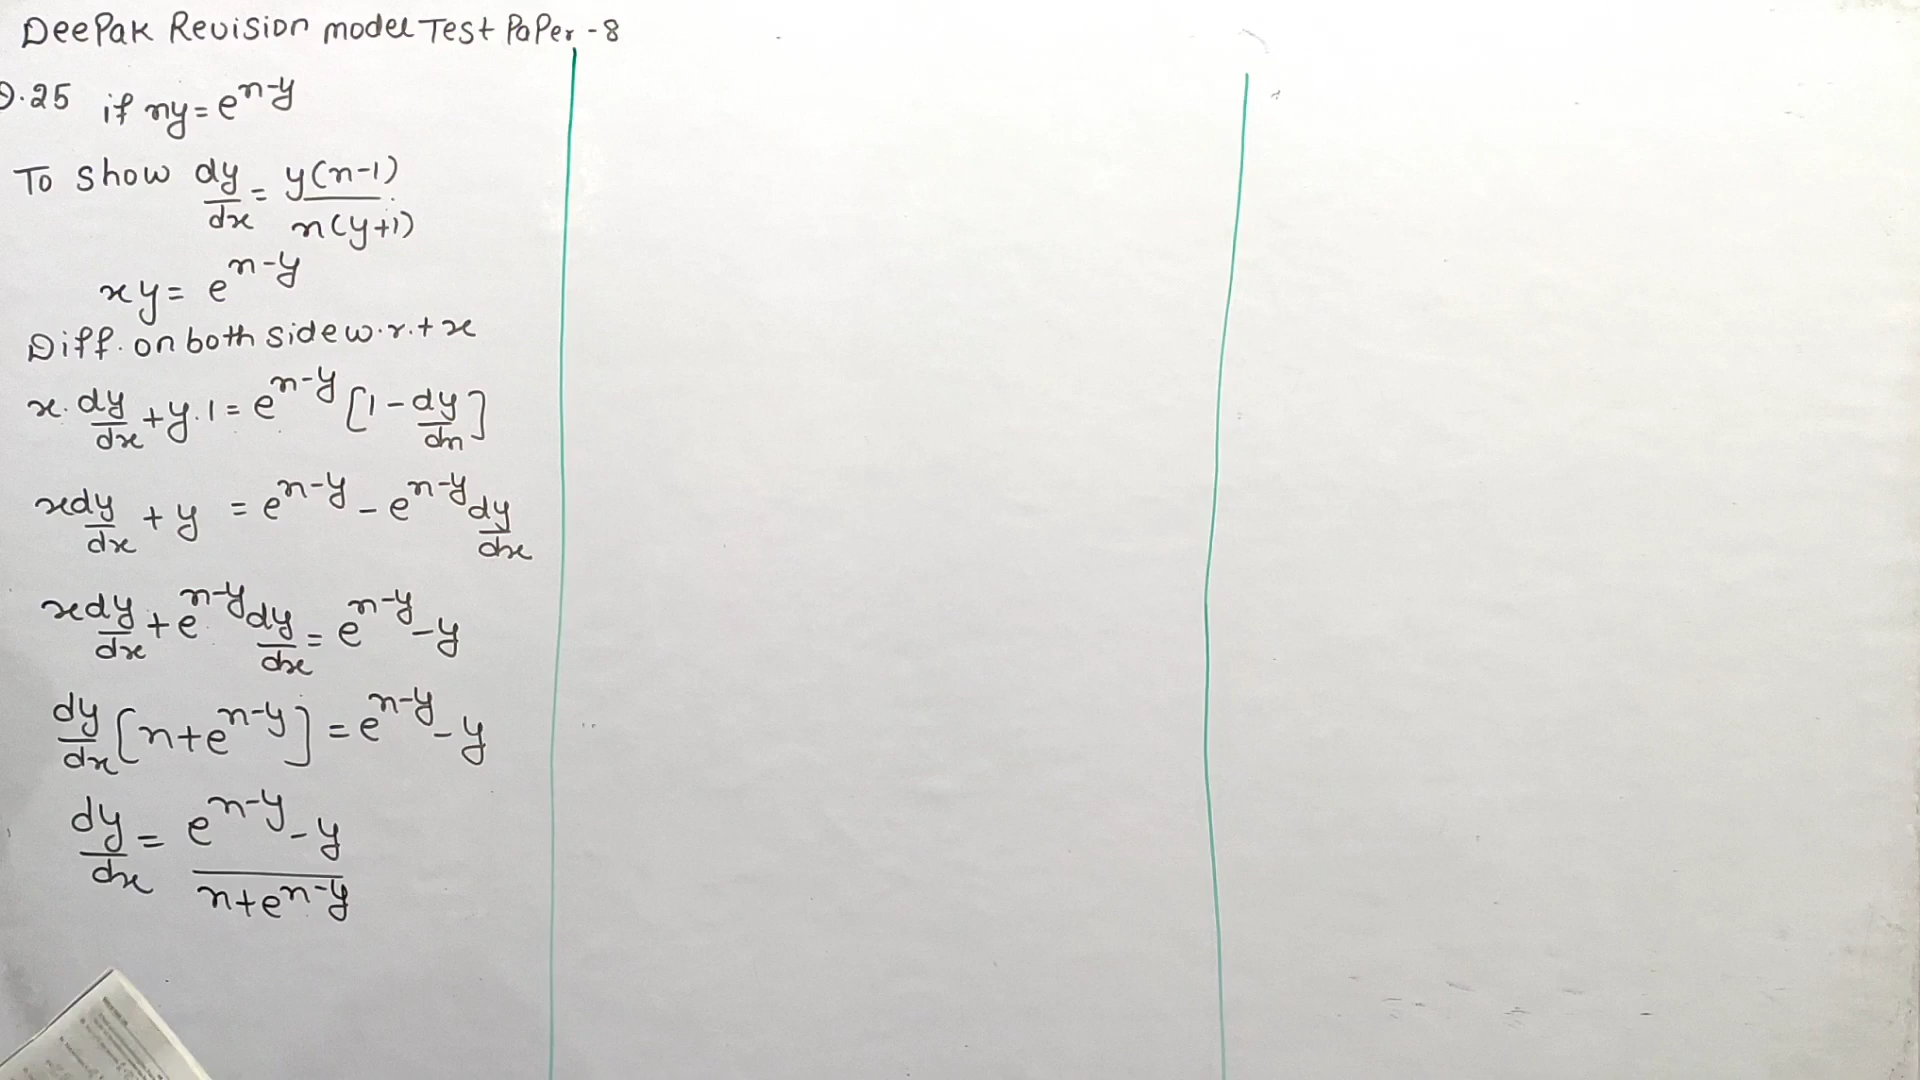 DeePak Revision model Test PaPer - 8
Q.25 if xy = e^{x-y}
To show dy/dx = y(x-1)/x(y+1)
xy = e^{x-y}
Diff. on both side w.r.t x
x. dy/dx + y.1 = e^{x-y} [1 - dy/dx]
x dy/dx + y = e^{x-y} - e^{x-y} dy/dx
x dy/dx + e^{x-y} dy/dx = e^{x-y} - y
dy/dx [x + e^{x-y}] = e^{x-y} - y
dy/dx = e^{x-y} - y / x + e^{x-y}